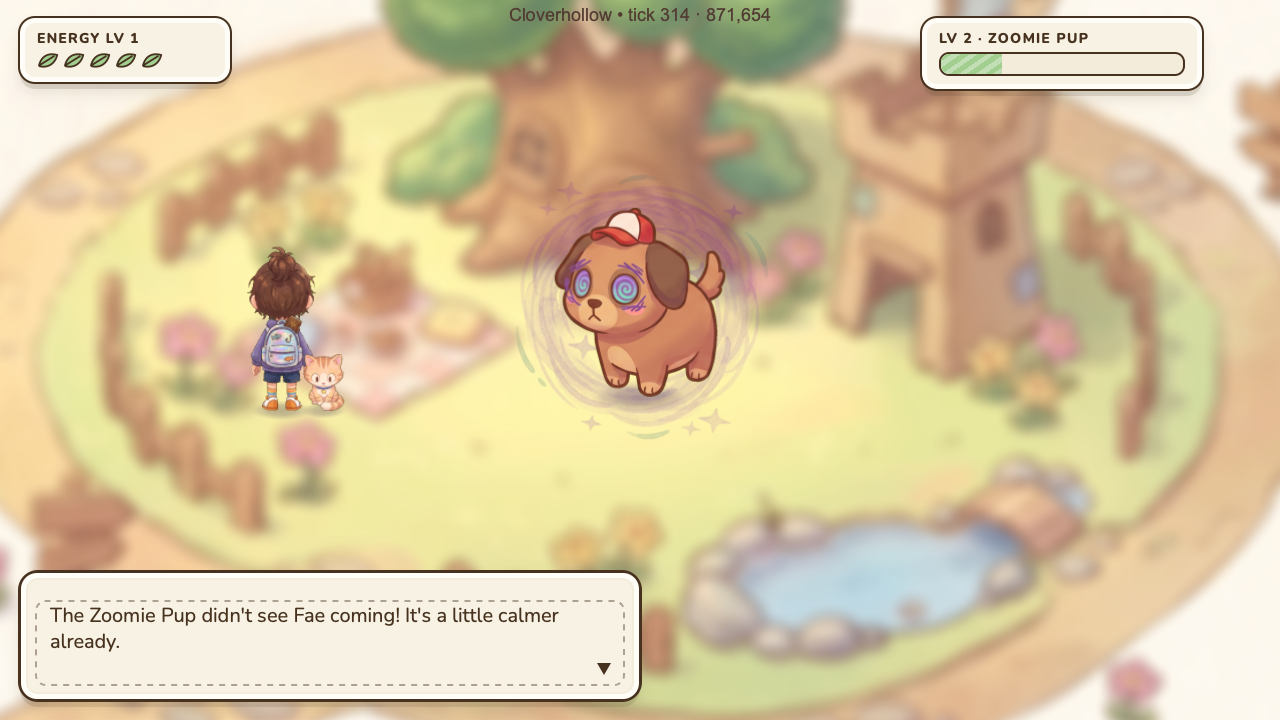 Cloverhollow • tick 314 · 871,654
ENERGY LV 1
LV 2 · ZOOMIE PUP
The Zoomie Pup didn't see Fae coming! It's a little calmer
already.